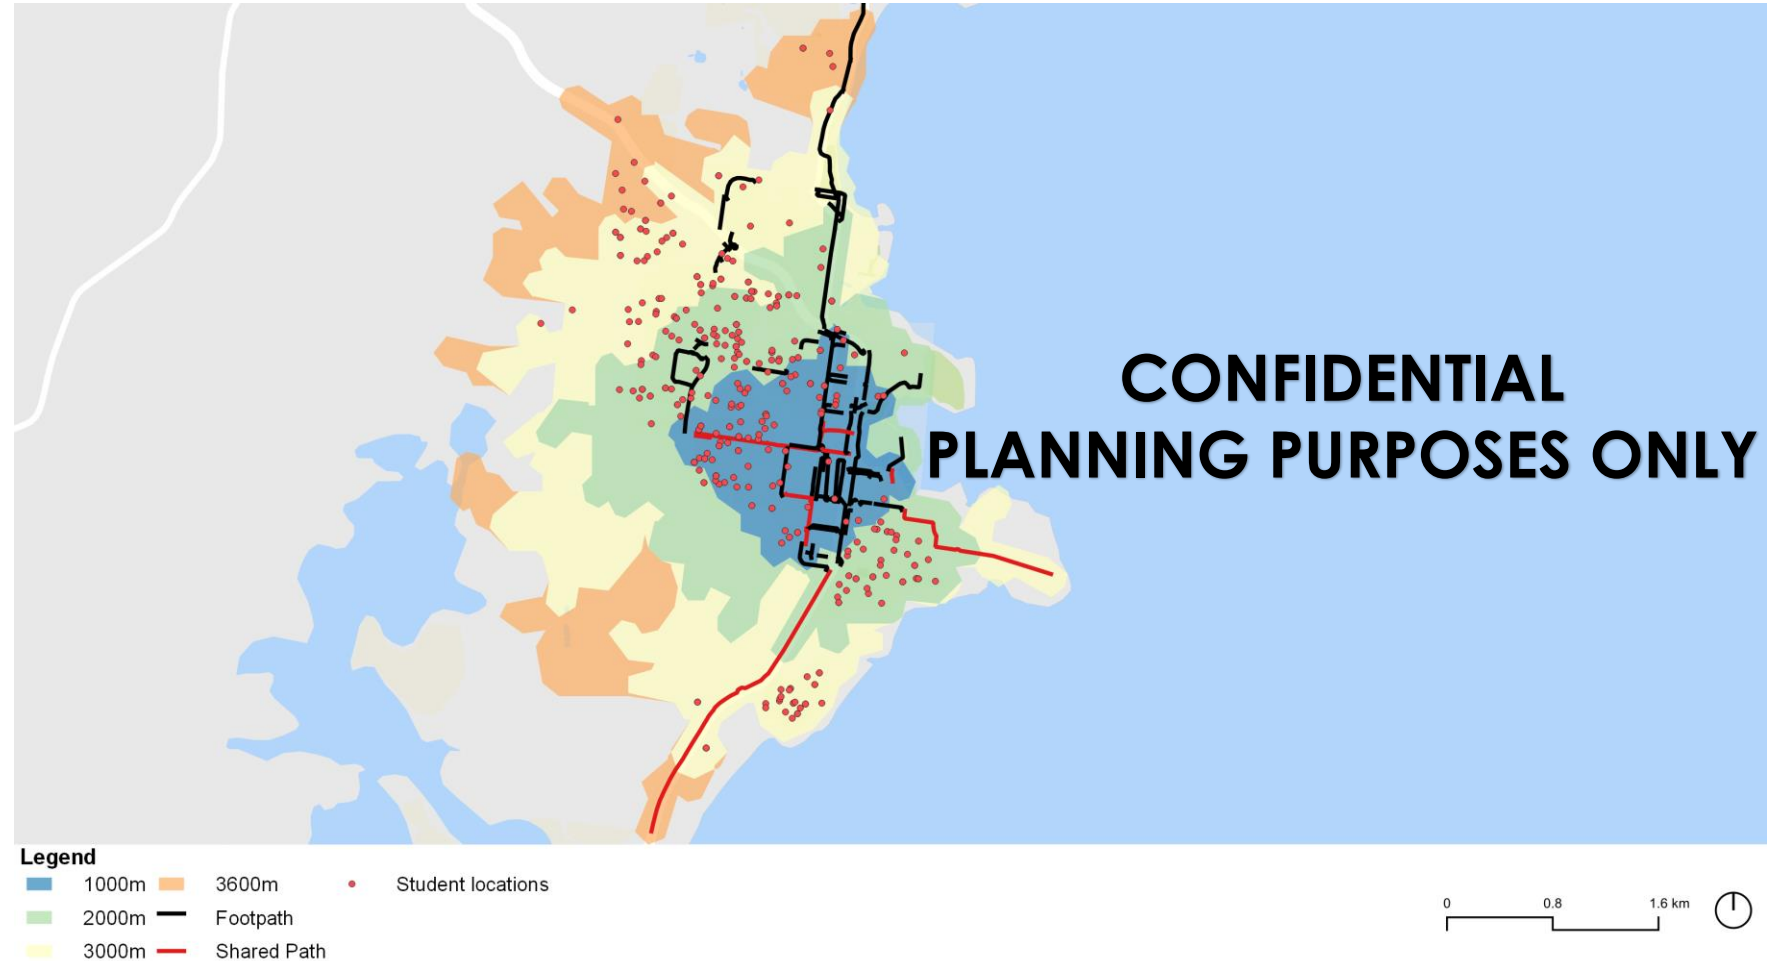 CONFIDENTIAL
PLANNING PURPOSES ONLY
Legend
1000m 3600m Student locations
2000m Footpath
3000m Shared Path
0 0.8 1.6 km